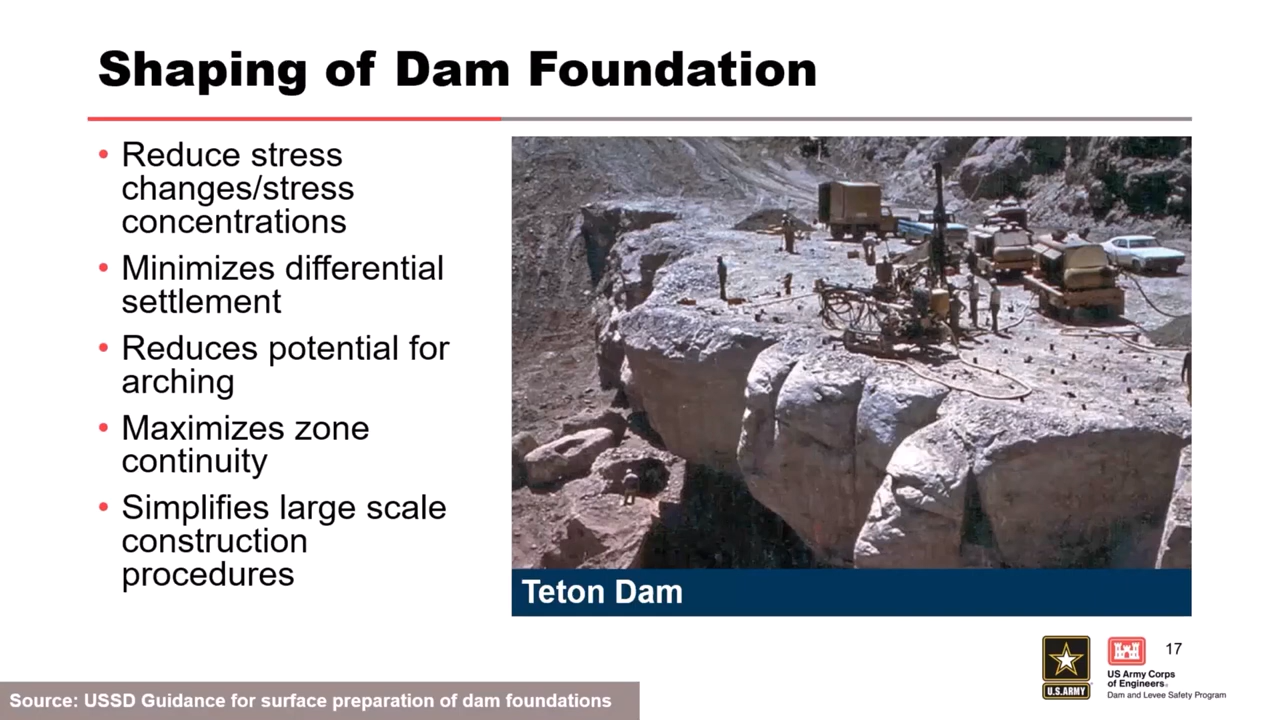 Shaping of Dam Foundation
• Reduce stress
changes/stress
concentrations
• Minimizes differential
settlement
• Reduces potential for
arching
• Maximizes zone
continuity
• Simplifies large scale
construction
procedures
Teton Dam
17
U.S.ARMY
US Army Corps
of Engineers®
Dam and Levee Safety Program
Source: USSD Guidance for surface preparation of dam foundations